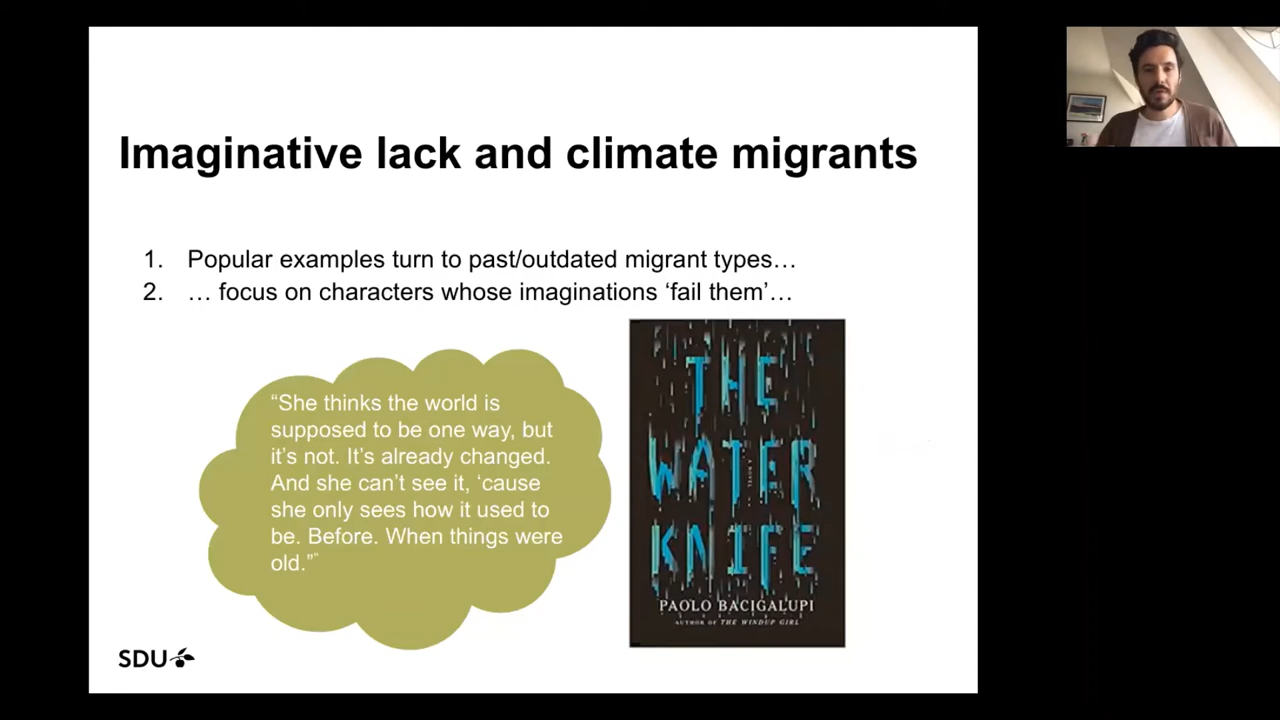 Imaginative lack and climate migrants
1. Popular examples turn to past/outdated migrant types…
2. … focus on characters whose imaginations ‘fail them’…
“She thinks the world is
supposed to be one way, but
it’s not. It’s already changed.
And she can’t see it, ‘cause
she only sees how it used to
be. Before. When things were
old.”
THE
WATER
KNIFE
A NOVEL
PAOLO BACIGALUPI
AUTHOR OF THE WINDUP GIRL
SDU